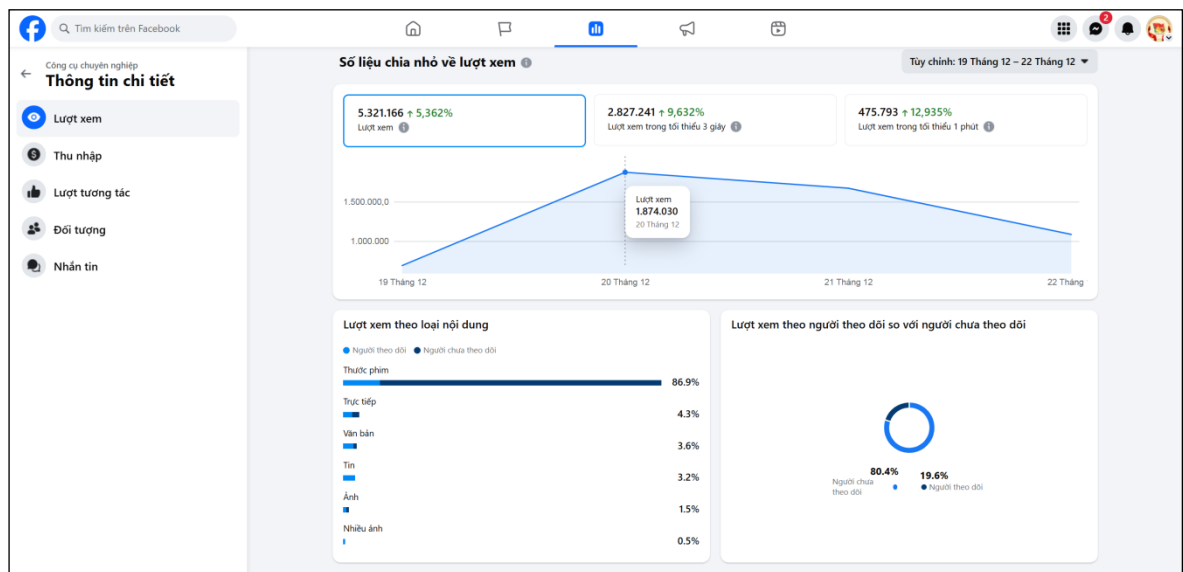 Tìm kiếm trên Facebook
2
Công cụ chuyên nghiệp
Thông tin chi tiết
Lượt xem
Thu nhập
Lượt tương tác
Đối tượng
Nhắn tin
Số liệu chia nhỏ về lượt xem
Tùy chỉnh: 19 Tháng 12 – 22 Tháng 12
5.321.166 ↑ 5,362%
Lượt xem
2.827.241 ↑ 9,632%
Lượt xem trong tối thiểu 3 giây
475.793 ↑ 12,935%
Lượt xem trong tối thiểu 1 phút
1.500.000,0
1.000.000
Lượt xem
1.874.030
20 Tháng 12
19 Tháng 12
20 Tháng 12
21 Tháng 12
22 Tháng
Lượt xem theo loại nội dung
Người theo dõi
Người chưa theo dõi
Thước phim
86.9%
Trực tiếp
4.3%
Văn bản
3.6%
Tin
3.2%
Ảnh
1.5%
Nhiều ảnh
0.5%
Lượt xem theo người theo dõi so với người chưa theo dõi
80.4%
Người chưa
theo dõi
19.6%
Người theo dõi